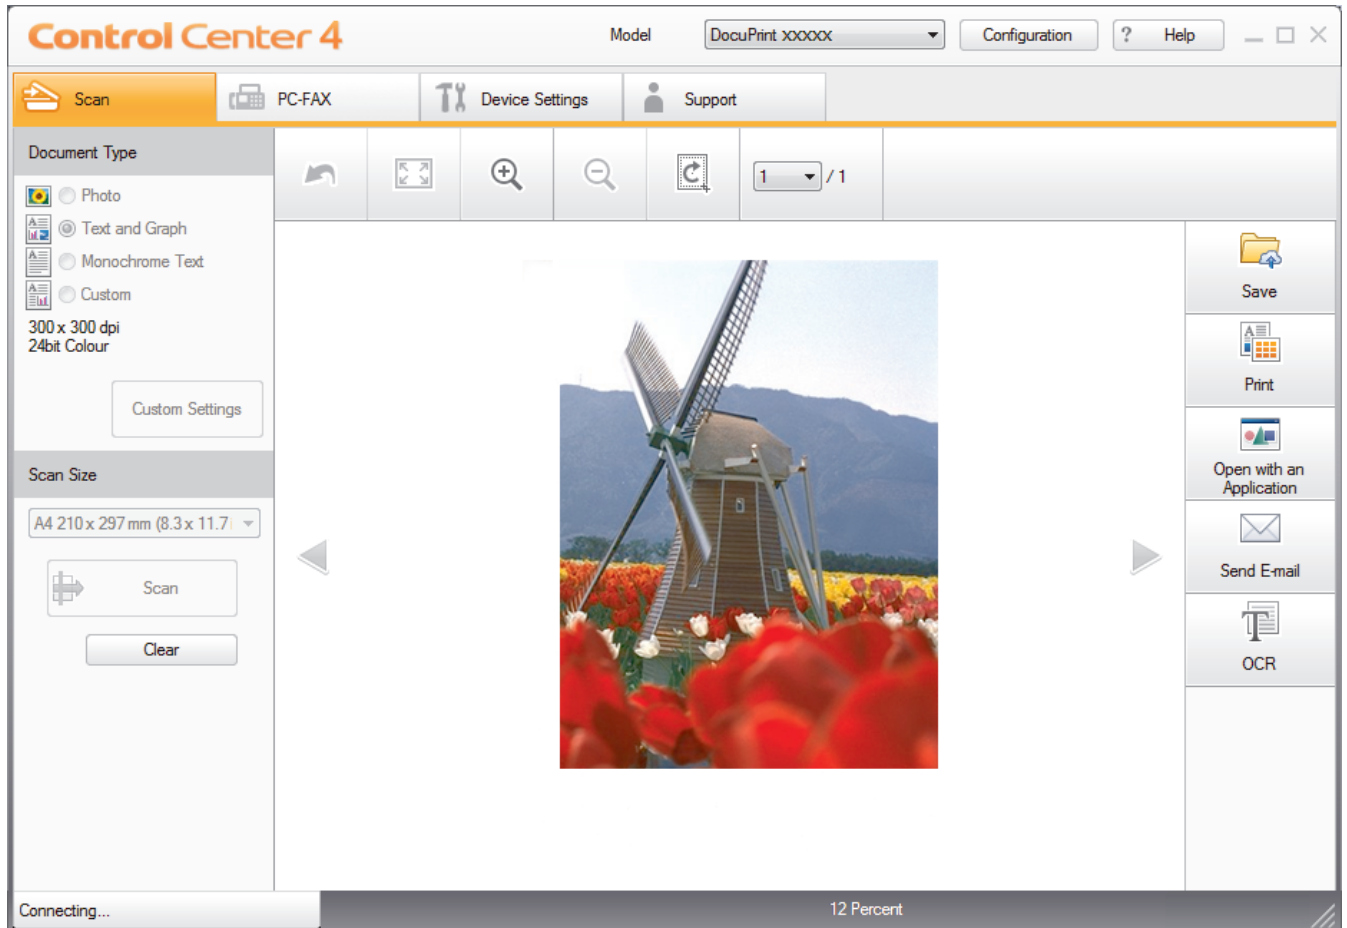 Control Center 4
Model
DocuPrint XXXXX
Configuration
? Help
Scan
PC-FAX
Device Settings
Support
Document Type
Photo
Text and Graph
Monochrome Text
Custom
300 x 300 dpi
24bit Colour
Custom Settings
Scan Size
A4 210 x 297 mm (8.3 x 11.7
Scan
Clear
1 / 1
Save
Print
Open with an
Application
Send E-mail
OCR
Connecting...
12 Percent